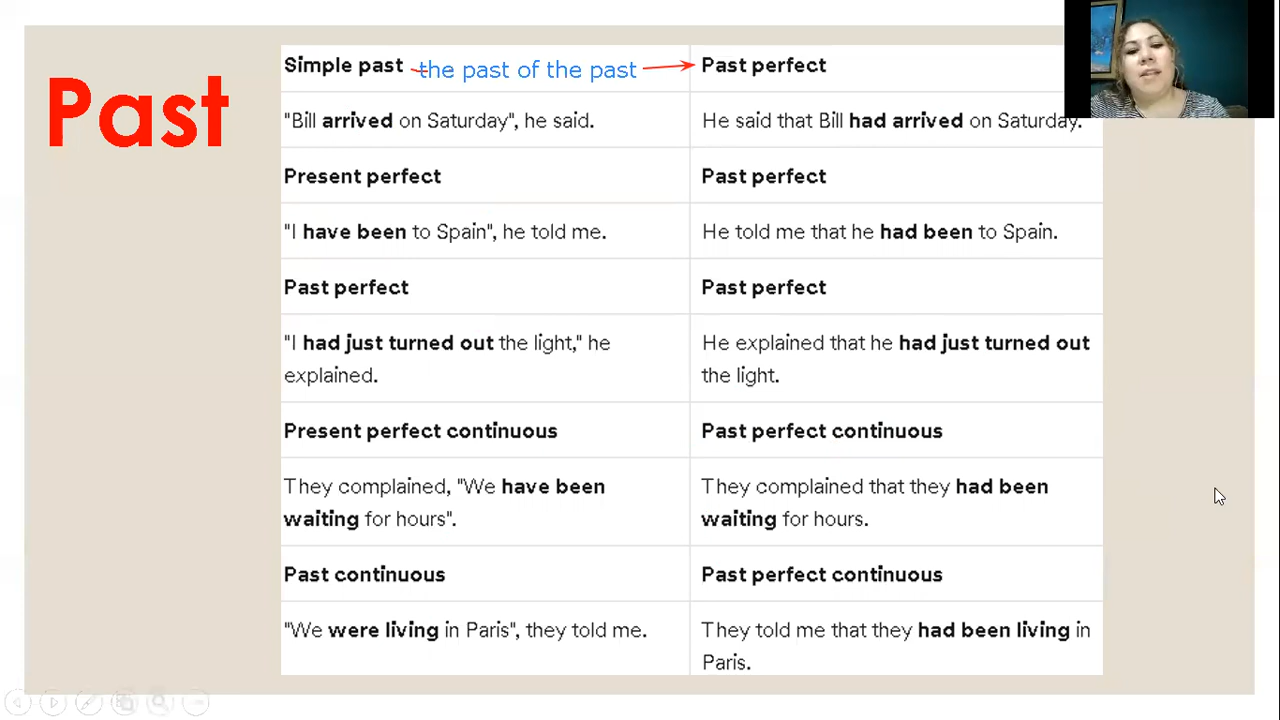 Past
Simple past the past of the past Past perfect
"Bill arrived on Saturday", he said. He said that Bill had arrived on Saturday.
Present perfect Past perfect
"I have been to Spain", he told me. He told me that he had been to Spain.
Past perfect Past perfect
"I had just turned out the light," he
explained.
He explained that he had just turned out
the light.
Present perfect continuous Past perfect continuous
They complained, "We have been
waiting for hours".
They complained that they had been
waiting for hours.
Past continuous Past perfect continuous
"We were living in Paris", they told me.
They told me that they had been living in
Paris.